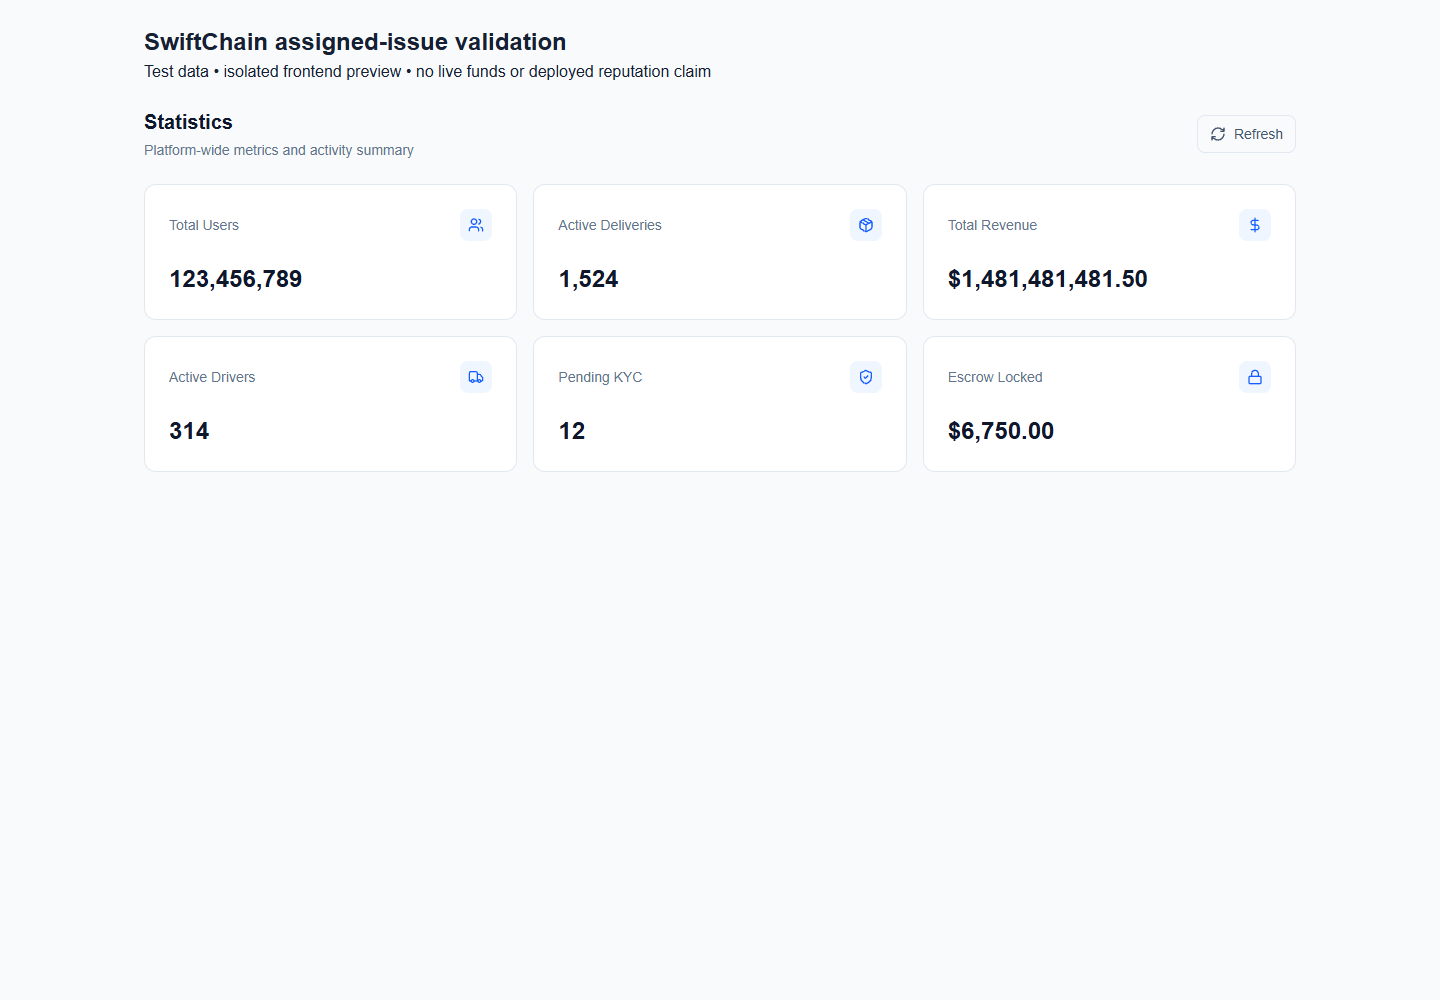 SwiftChain assigned-issue validation
Test data • isolated frontend preview • no live funds or deployed reputation claim
Statistics
Platform-wide metrics and activity summary
Refresh
Total Users
123,456,789
Active Deliveries
1,524
Total Revenue
$1,481,481,481.50
Active Drivers
314
Pending KYC
12
Escrow Locked
$6,750.00